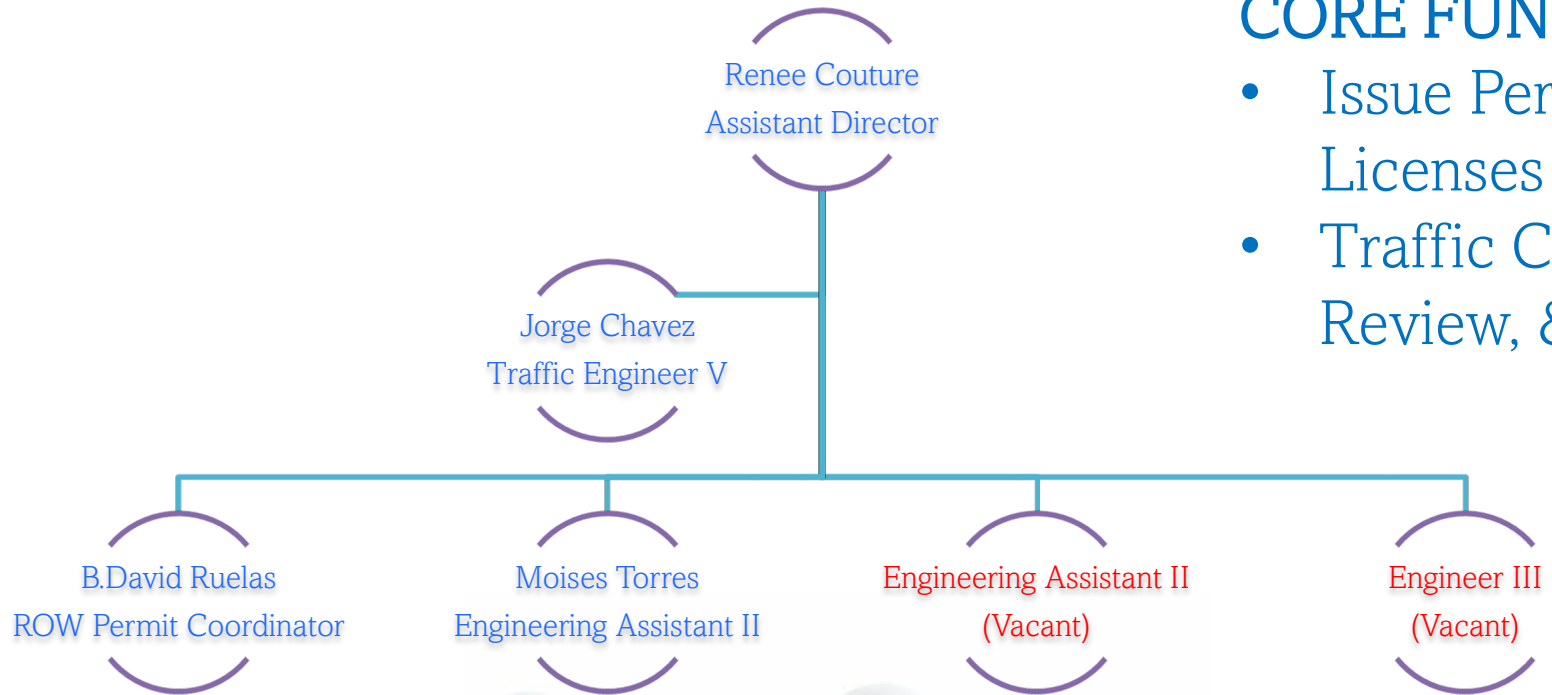 CORE FUN
• Issue Per
Licenses
• Traffic C
Review, &
Renee Couture
Assistant Director
Jorge Chavez
Traffic Engineer V
B.David Ruelas
ROW Permit Coordinator
Moises Torres
Engineering Assistant II
Engineering Assistant II
(Vacant)
Engineer III
(Vacant)